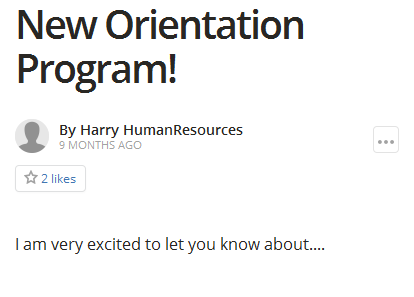 New Orientation
Program!
By Harry HumanResources
9 MONTHS AGO
2 likes
I am very excited to let you know about....